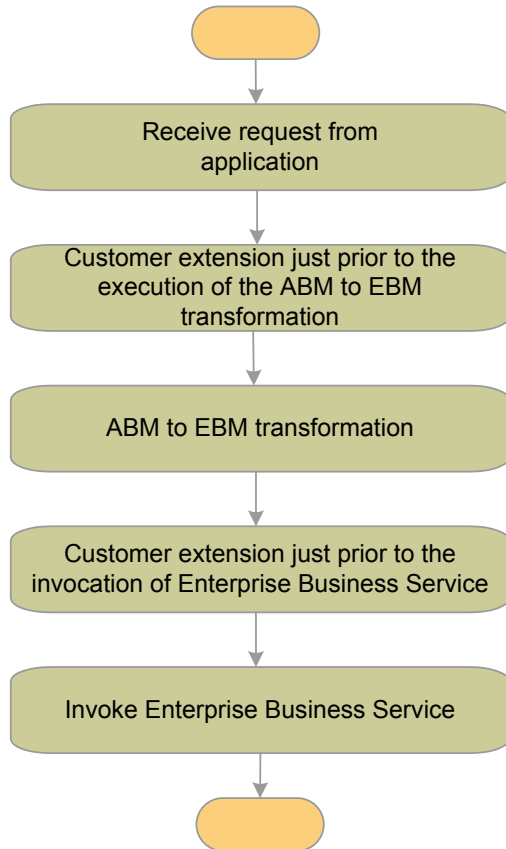 Receive request from
application
Customer extension just prior to the
execution of the ABM to EBM
transformation
ABM to EBM transformation
Customer extension just prior to the
invocation of Enterprise Business Service
Invoke Enterprise Business Service